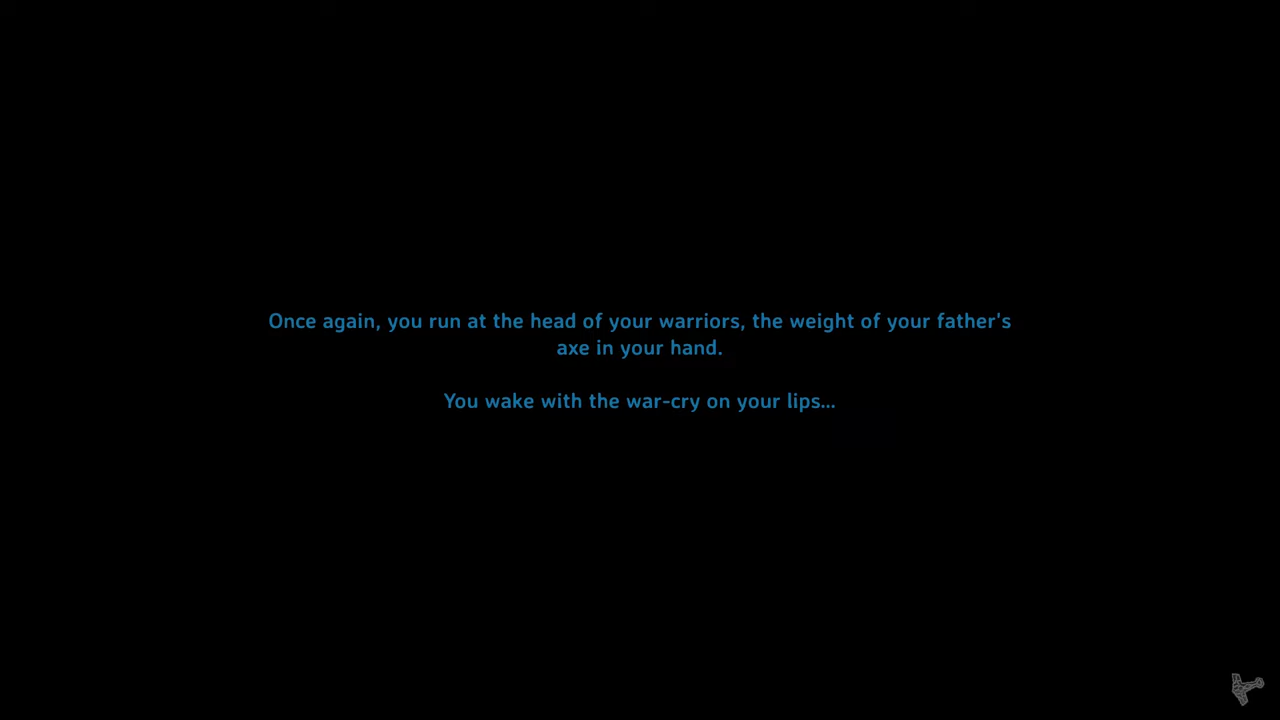 Once again, you run at the head of your warriors, the weight of your father's
axe in your hand.
You wake with the war-cry on your lips...